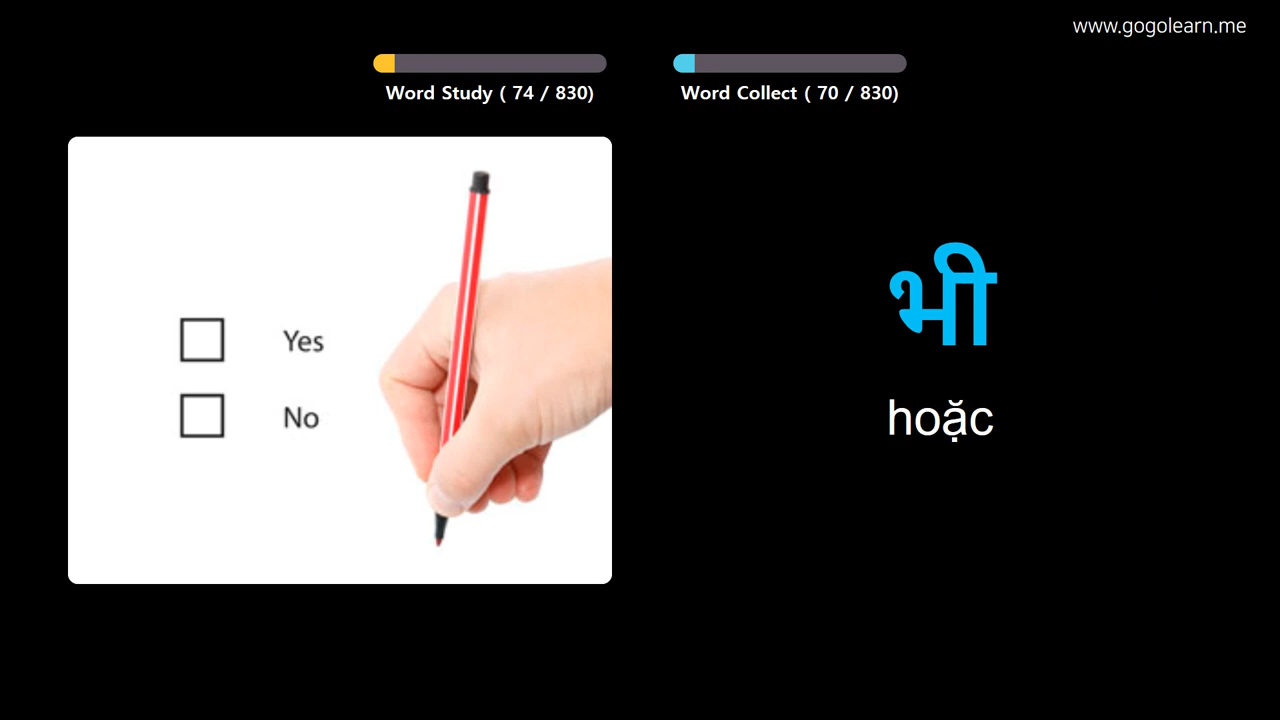 www.gogolearn.me
Word Study ( 74 / 830)
Word Collect ( 70 / 830)
Yes
No
भी
hoặc